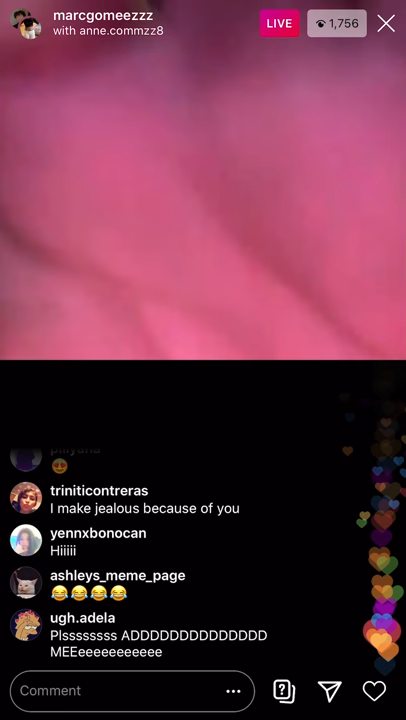 marcgomeezzz
with anne.commzz8
LIVE
1,756
😍
triniticontreras
I make jealous because of you
yennxbonocan
Hiiiii
ashleys_meme_page
😂😂😂😂
ugh.adela
Plssssssss ADDDDDDDDDDDDDD
MEEeeeeeeeeeee
Comment